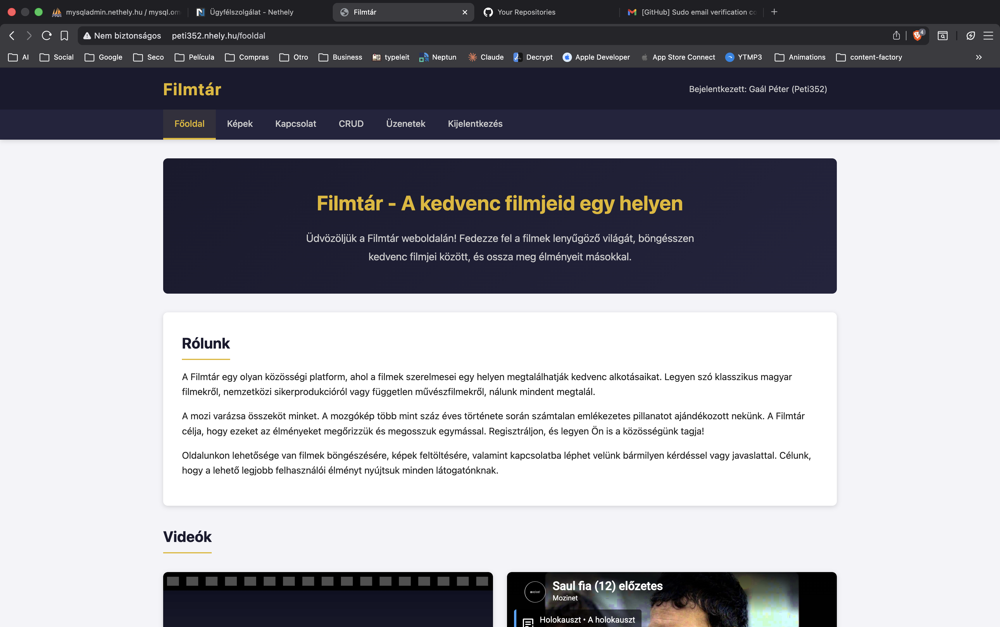 mysqladmin.nethely.hu / mysql.om
Ügyfélszolgálat - Nethely
Filmtár
Your Repositories
[GitHub] Sudo email verification co
Nem biztonságos peti352.nhely.hu/fooldal
4
AI
Social
Google
Seco
Película
Compras
Otro
Business
typeleit
Neptun
Claude
Decrypt
Apple Developer
App Store Connect
YTMP3
Animations
content-factory
Filmtár
Bejelentkezett: Gaál Péter (Peti352)
Főoldal
Képek
Kapcsolat
CRUD
Üzenetek
Kijelentkezés
Filmtár - A kedvenc filmjeid egy helyen
Üdvözöljük a Filmtár weboldalán! Fedezze fel a filmek lenyűgöző világát, böngésszen
kedvenc filmjei között, és ossza meg élményeit másokkal.
Rólunk
A Filmtár egy olyan közösségi platform, ahol a filmek szerelmesei egy helyen megtalálhatják kedvenc alkotásaikat. Legyen szó klasszikus magyar
filmekről, nemzetközi sikerprodukcióról vagy független művészfilmekről, nálunk mindent megtalál.
A mozi varázsa összeköt minket. A mozgókép több mint száz éves története során számtalan emlékezetes pillanatot ajándékozott nekünk. A Filmtár
célja, hogy ezeket az élményeket megőrizzük és megosszuk egymással. Regisztráljon, és legyen Ön is a közösségünk tagja!
Oldalunkon lehetősége van filmek böngészésére, képek feltöltésére, valamint kapcsolatba léphet velünk bármilyen kérdéssel vagy javaslattal. Célunk,
hogy a lehető legjobb felhasználói élményt nyújtsuk minden látogatónknak.
Videók
mozinet
Saul fia (12) előzetes
Mozinet
Holokauszt • A holokauszt